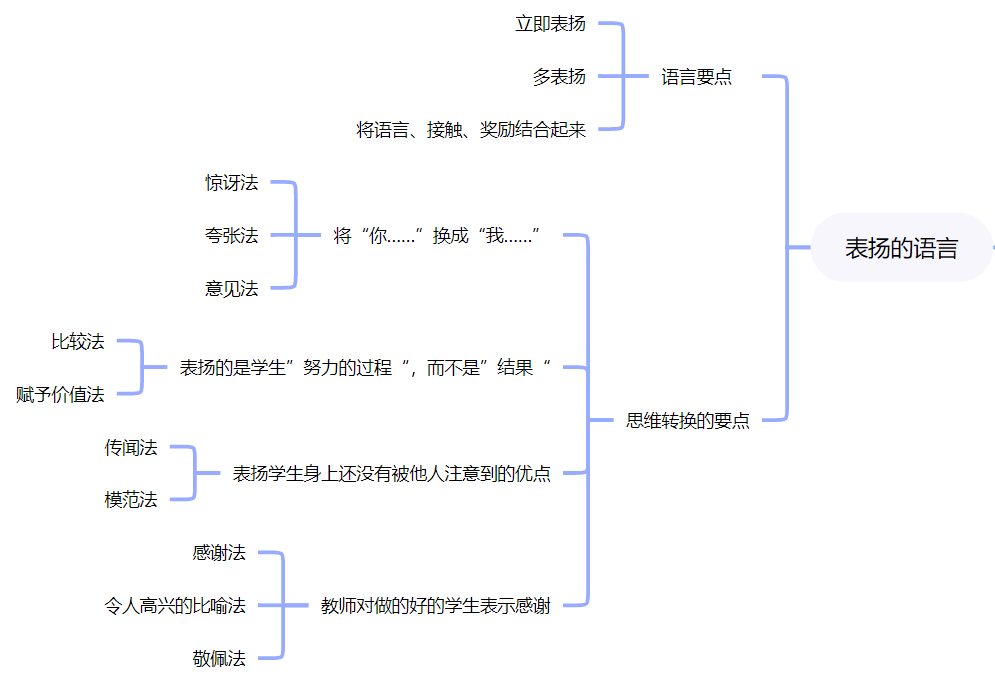 立即表扬
多表扬
语言要点
将语言、接触、奖励结合起来
惊讶法
夸张法
将“你……”换成“我……”
意见法
表扬的语言
比较法
表扬的是学生”努力的过程“，而不是”结果“
赋予价值法
思维转换的要点
传闻法
表扬学生身上还没有被他人注意到的优点
模范法
感谢法
令人高兴的比喻法
教师对做的好的学生表示感谢
敬佩法